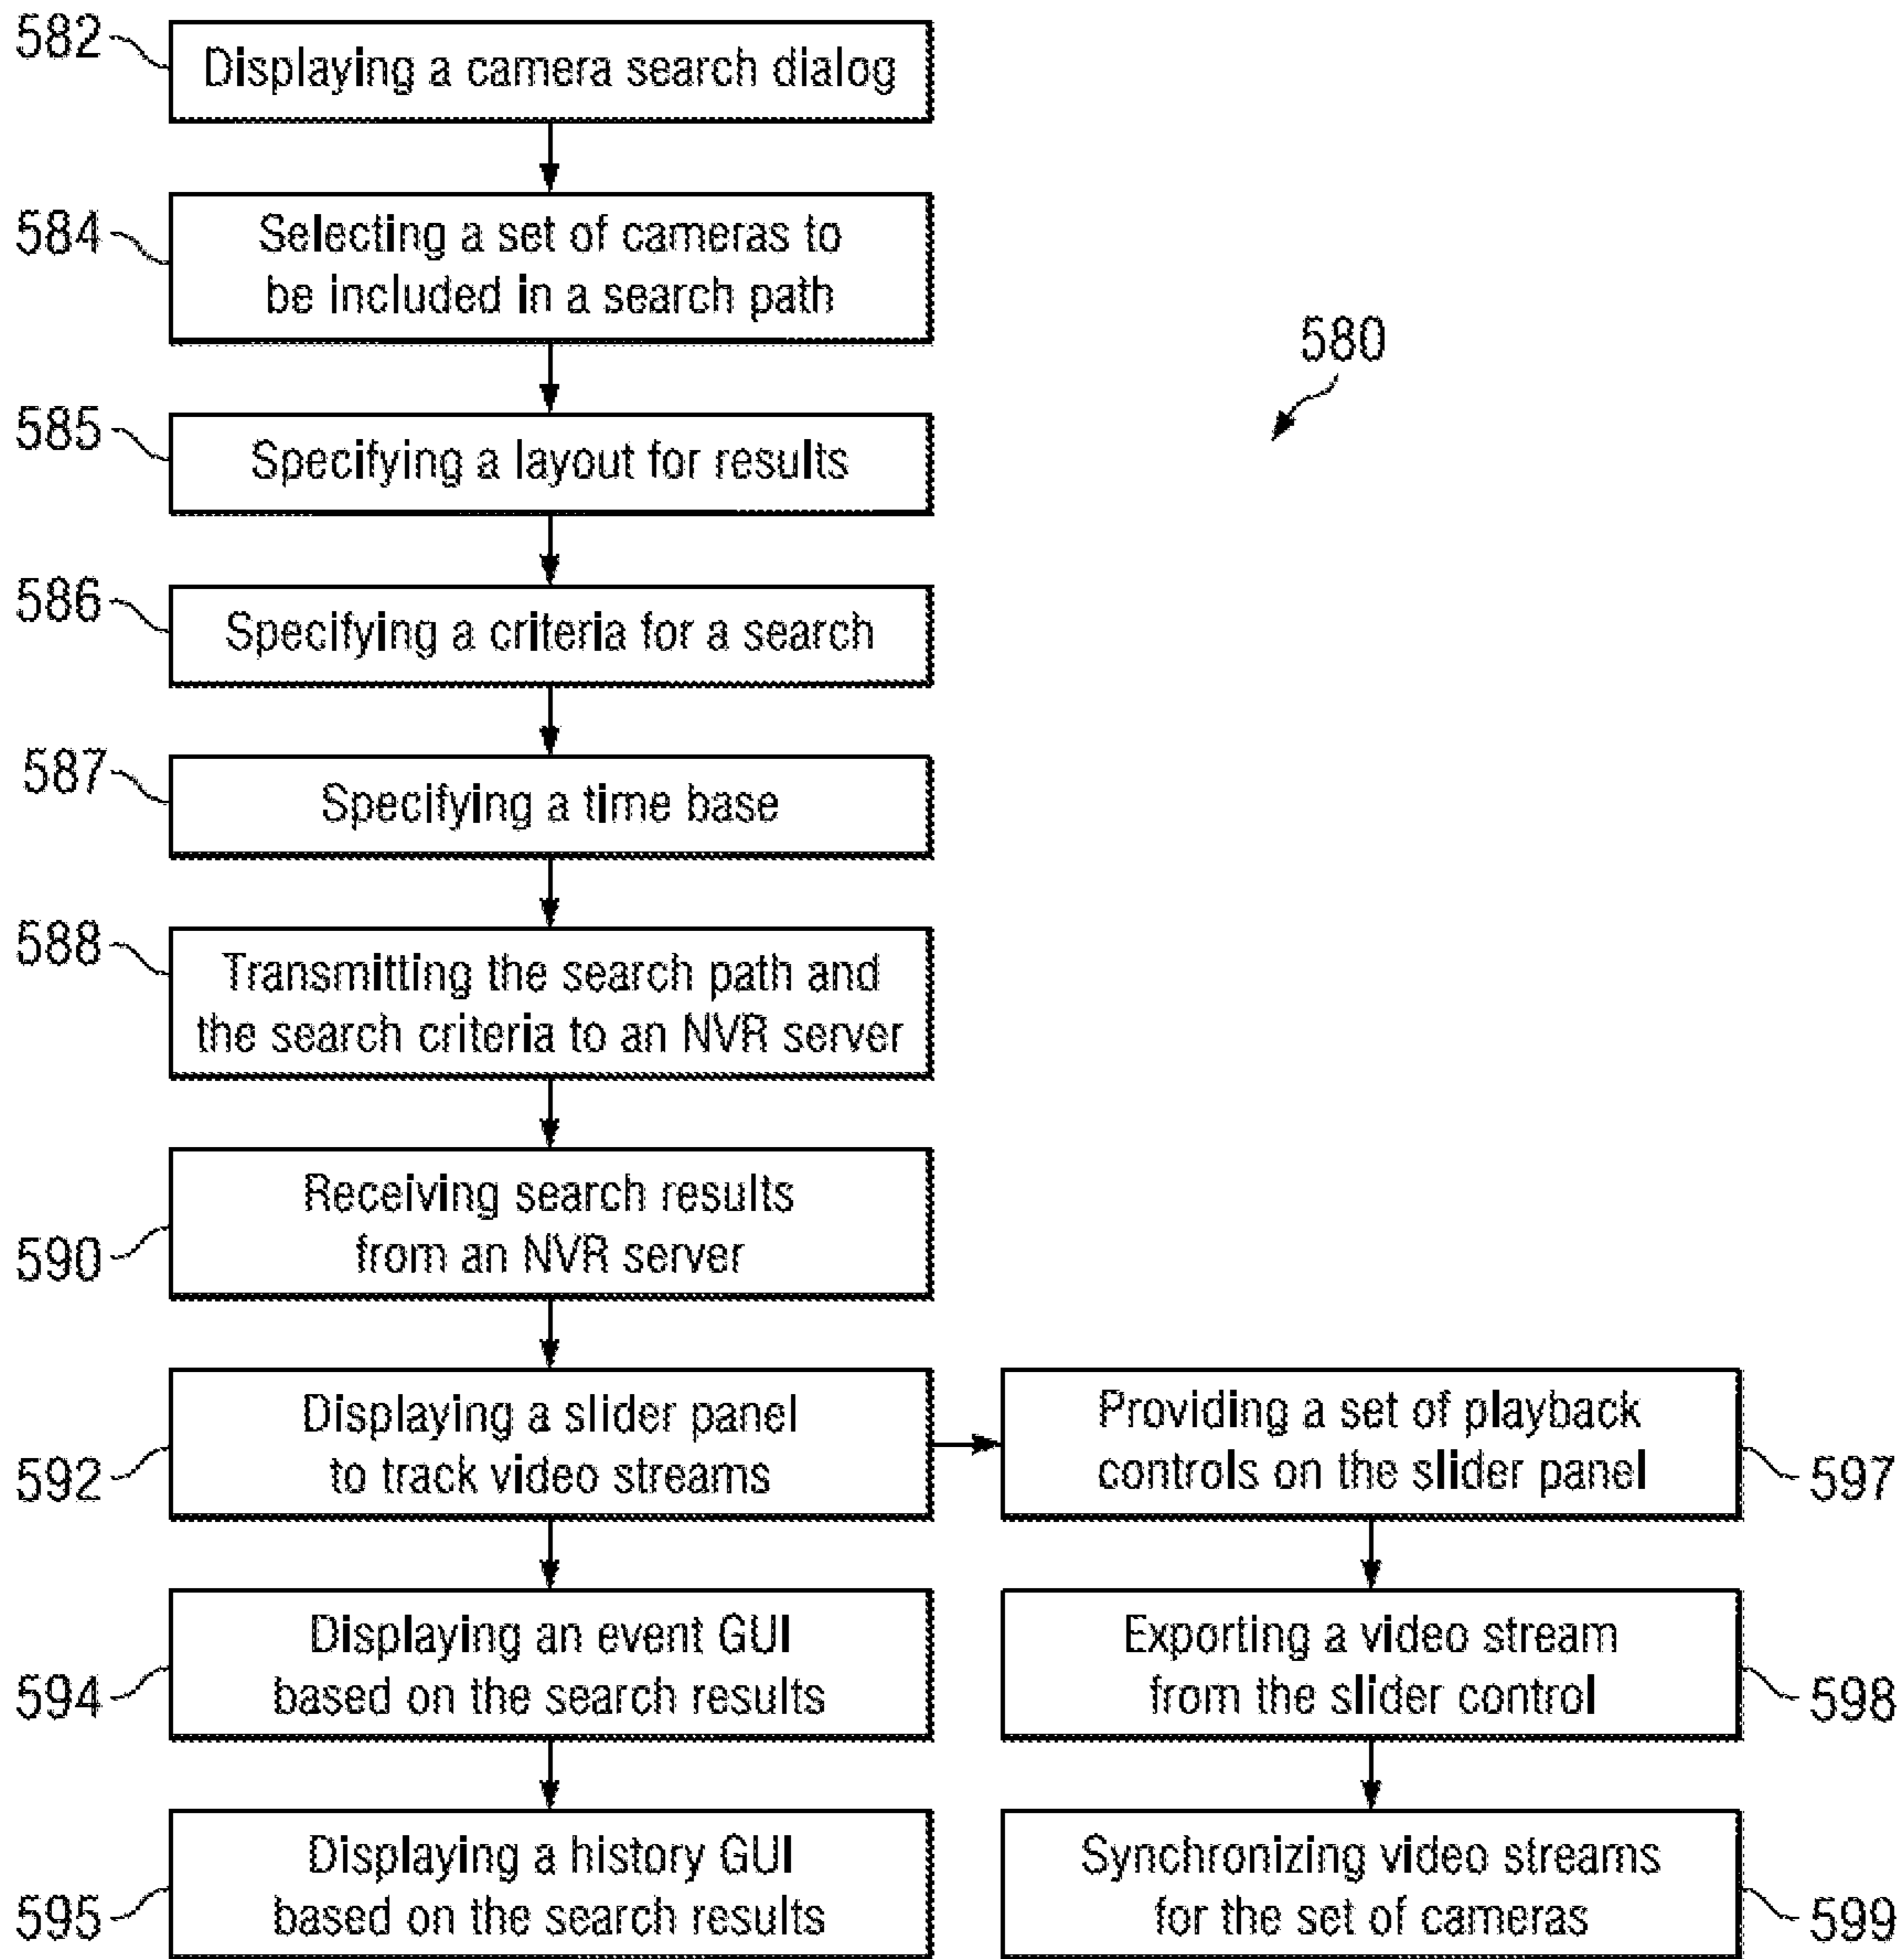 582
Displaying a camera search dialog
584
Selecting a set of cameras to
be included in a search path
580
585
Specifying a layout for results
586
Specifying a criteria for a search
587
Specifying a time base
588
Transmitting the search path and
the search criteria to an NVR server
590
Receiving search results
from an NVR server
592
Displaying a slider panel
to track video streams
Providing a set of playback
controls on the slider panel
597
594
Displaying an event GUI
based on the search results
Exporting a video stream
from the slider control
598
595
Displaying a history GUI
based on the search results
Synchronizing video streams
for the set of cameras
599